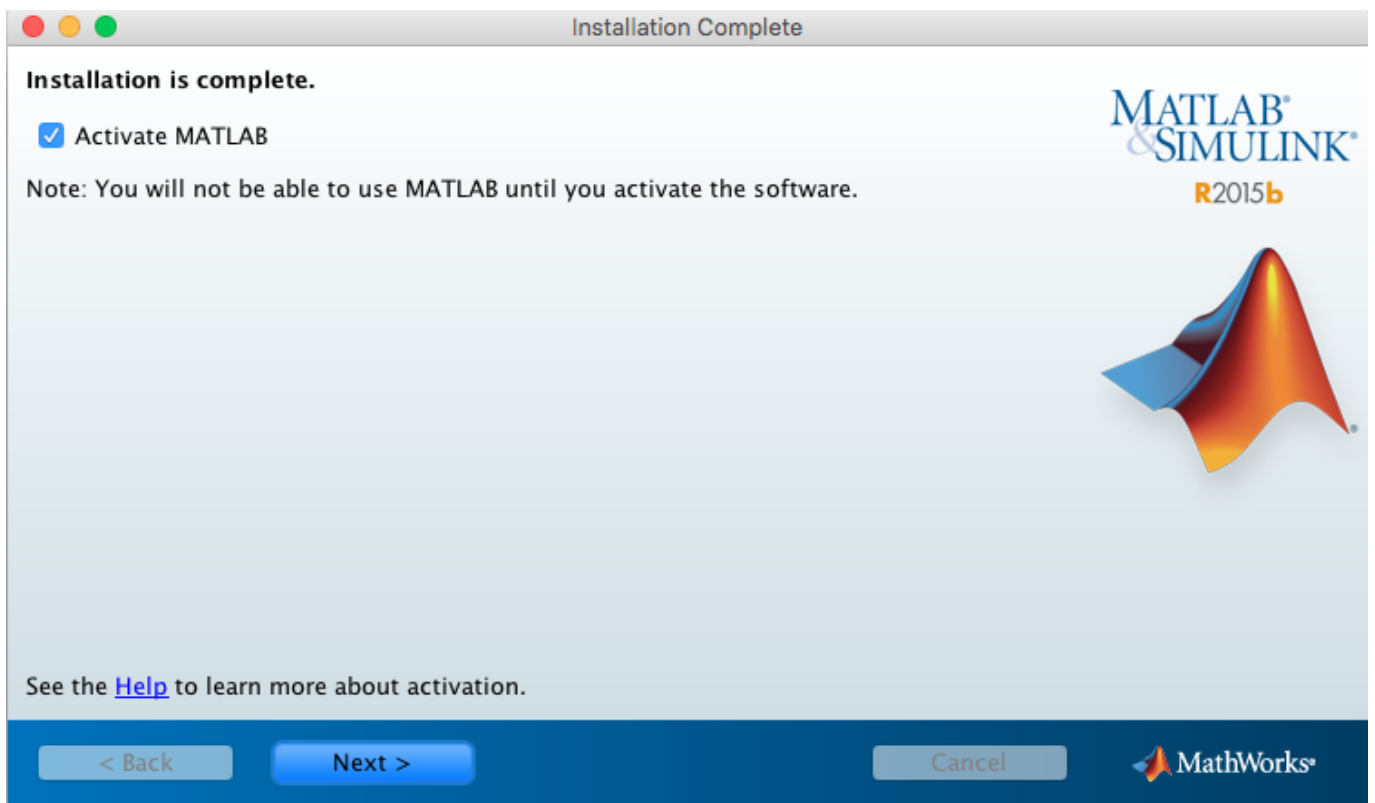 Installation Complete
Installation is complete.
Activate MATLAB
Note: You will not be able to use MATLAB until you activate the software.
MATLAB®
&SIMULINK®
R2015b
®
See the Help to learn more about activation.
< Back
Next >
Cancel
MathWorks®